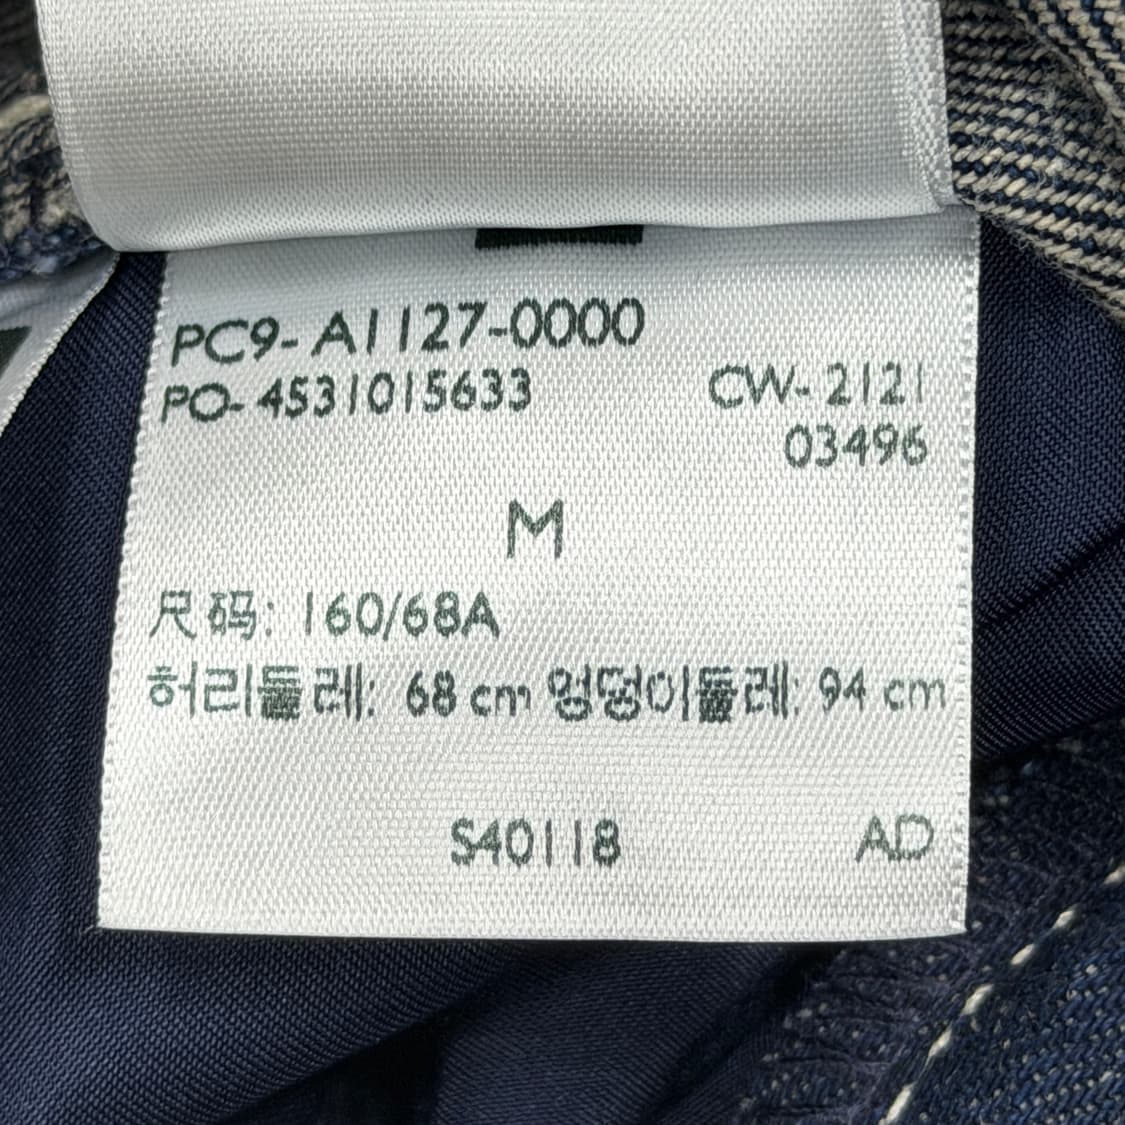 PC9-A1127-0000
PO-4531015633 CW-2121
03496
M
尺码: 160/68A
허리둘레: 68 cm 엉덩이둘레: 94 cm
S40118 AD